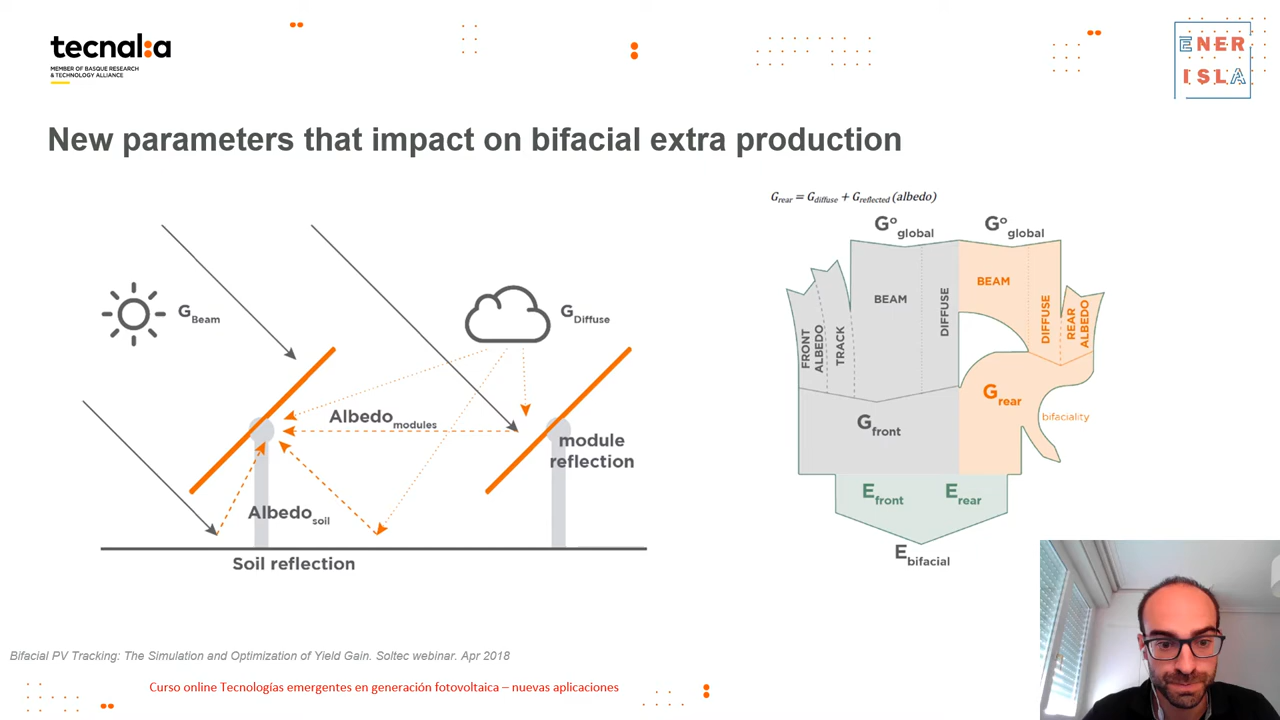 tecnalia
MEMBER OF BASQUE RESEARCH
& TECHNOLOGY ALLIANCE
ENER
ISLA
New parameters that impact on bifacial extra production
G_rear = G_diffuse + G_reflected (albedo)
G Beam
G Diffuse
Albedo modules
module
reflection
Albedo soil
Soil reflection
G° global
G° global
BEAM
DIFFUSE
BEAM
DIFFUSE
REAR
ALBEDO
FRONT
ALBEDO
TRACK
G front
G rear
bifaciality
E front
E rear
E bifacial
Bifacial PV Tracking: The Simulation and Optimization of Yield Gain. Soltec webinar. Apr 2018
Curso online Tecnologías emergentes en generación fotovoltaica – nuevas aplicaciones